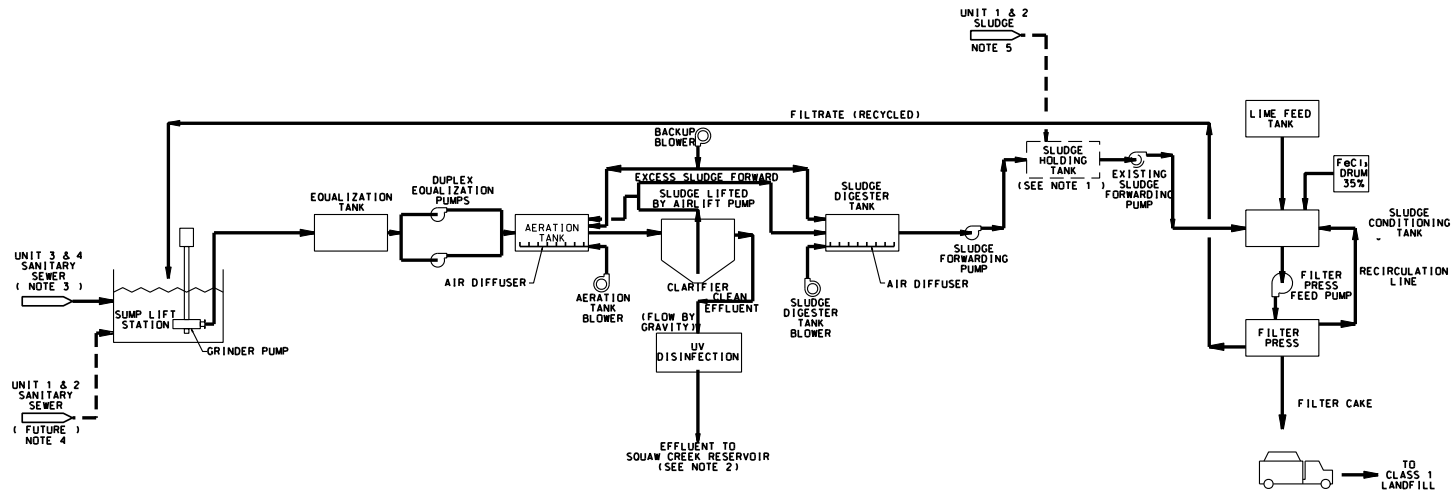 UNIT 1 & 2
SLUDGE
NOTE 5
FILTRATE (RECYCLED)
LIME FEED
TANK
BACKUP
BLOWER
SLUDGE
HOLDING
TANK
(SEE NOTE 1 )
FeCl3
DRUM
35%
EXISTING
SLUDGE
FORWARDING
PUMP
EXCESS SLUDGE FORWARD
DUPLEX
EQUALIZATION
PUMPS
SLUDGE LIFTED
BY AIRLIFT PUMP
SLUDGE
DIGESTER
TANK
EQUALIZATION
TANK
SLUDGE
CONDITIONING
TANK
AERATION
TANK
SLUDGE
FORWARDING
PUMP
UNIT 3 & 4
SANITARY
SEWER
( NOTE 3 )
AIR DIFFUSER
AIR DIFFUSER
RECIRCULATION
LINE
FILTER
PRESS
FEED PUMP
CLARIFIER
CLEAN
EFFLUENT
AERATION
TANK
BLOWER
SLUDGE
DIGESTER
TANK
BLOWER
SUMP LIFT
STATION
(FLOW BY
GRAVITY)
GRINDER PUMP
UV
DISINFECTION
FILTER
PRESS
UNIT 1 & 2
SANITARY
SEWER
( FUTURE )
NOTE 4
FILTER CAKE
EFFLUENT TO
SQUAW CREEK RESERVOIR
(SEE NOTE 2)
TO
CLASS 1
LANDFILL